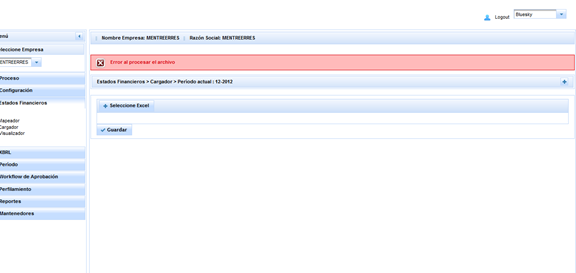 Logout Bluesky
enú
eleccione Empresa
ENTREERRES
Proceso
Configuración
Estados Financieros
Mapeador
Cargador
Visualizador
XBRL
Período
Workflow de Aprobación
Perfilamiento
Reportes
Mantenedores
Nombre Empresa: MENTREERRES | Razón Social: MENTREERRES
Error al procesar el archivo
Estados Financieros > Cargador > Período actual : 12-2012
Seleccione Excel
Guardar